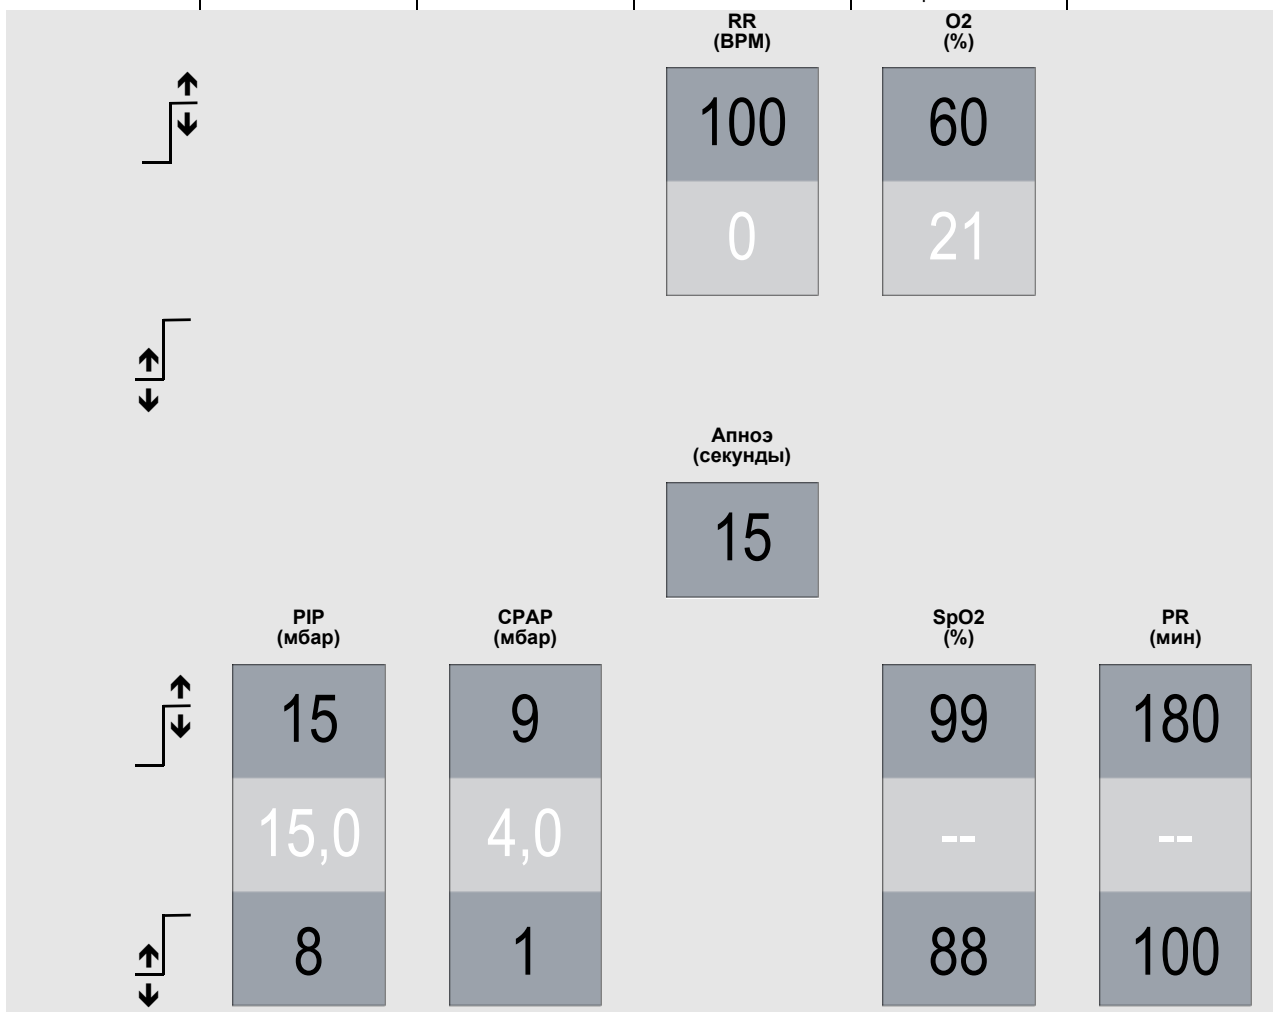 RR
(BPM)
O2
(%)
100
60
0
21
Апноэ
(секунды)
15
PIP
(мбар)
CPAP
(мбар)
SpO2
(%)
PR
(мин)
15
9
99
180
15,0
4,0
--
--
8
1
88
100